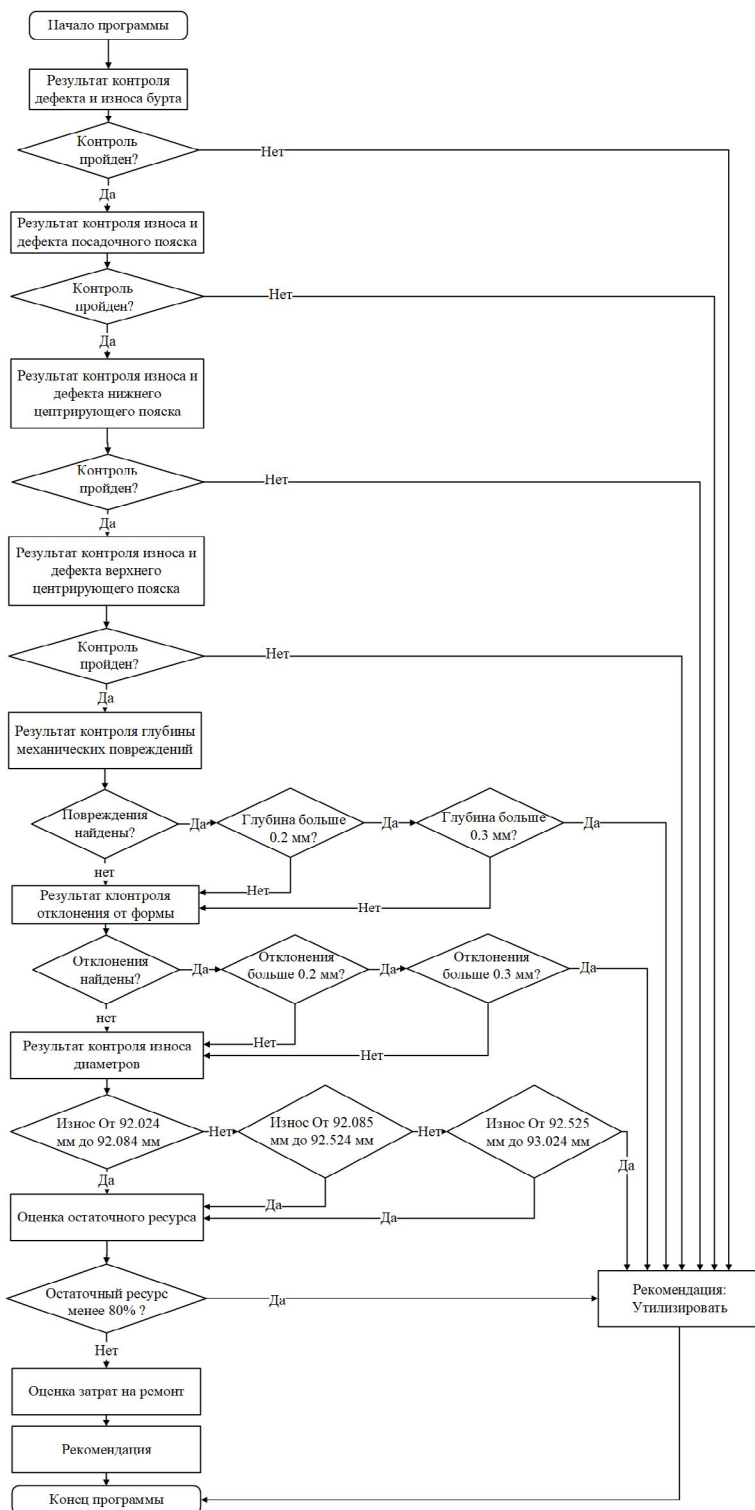 Начало программы
Результат контроля
дефекта и износа бурта
Контроль
пройден?
Нет
Да
Результат контроля износа и
дефекта посадочного пояска
Контроль
пройден?
Нет
Да
Результат контроля износа и
дефекта нижнего
центрирующего пояска
Контроль
пройден?
Нет
Да
Результат контроля износа и
дефекта верхнего
центрирующего пояска
Контроль
пройден?
Нет
Да
Результат контроля глубины
механических повреждений
Повреждения
найдены?
Да
Глубина больше
0.2 мм?
Да
Глубина больше
0.3 мм?
Да
нет
Нет
Нет
Результат клонтроля
отклонения от формы
Отклонения
найдены?
Да
Отклонения
больше 0.2 мм?
Да
Отклонения
больше 0.3 мм?
Да
нет
Нет
Нет
Результат контроля износа
диаметров
Износ От 92.024
мм до 92.084 мм
Нет
Износ От 92.085
мм до 92.524 мм
Нет
Износ От 92.525
мм до 93.024 мм
Да
Да
Да
Да
Оценка остаточного ресурса
Остаточный ресурс
менее 80% ?
Да
Рекомендация:
Утилизировать
Нет
Оценка затрат на ремонт
Рекомендация
Конец программы